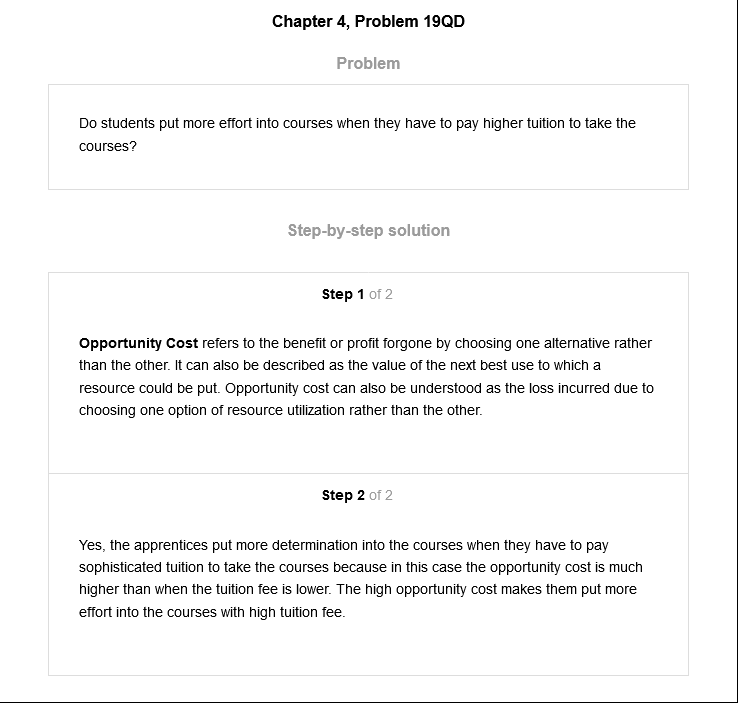 Chapter 4, Problem 19QD
Problem
Do students put more effort into courses when they have to pay higher tuition to take the
courses?
Step-by-step solution
Step 1 of 2
Opportunity Cost refers to the benefit or profit forgone by choosing one alternative rather
than the other. It can also be described as the value of the next best use to which a
resource could be put. Opportunity cost can also be understood as the loss incurred due to
choosing one option of resource utilization rather than the other.
Step 2 of 2
Yes, the apprentices put more determination into the courses when they have to pay
sophisticated tuition to take the courses because in this case the opportunity cost is much
higher than when the tuition fee is lower. The high opportunity cost makes them put more
effort into the courses with high tuition fee.